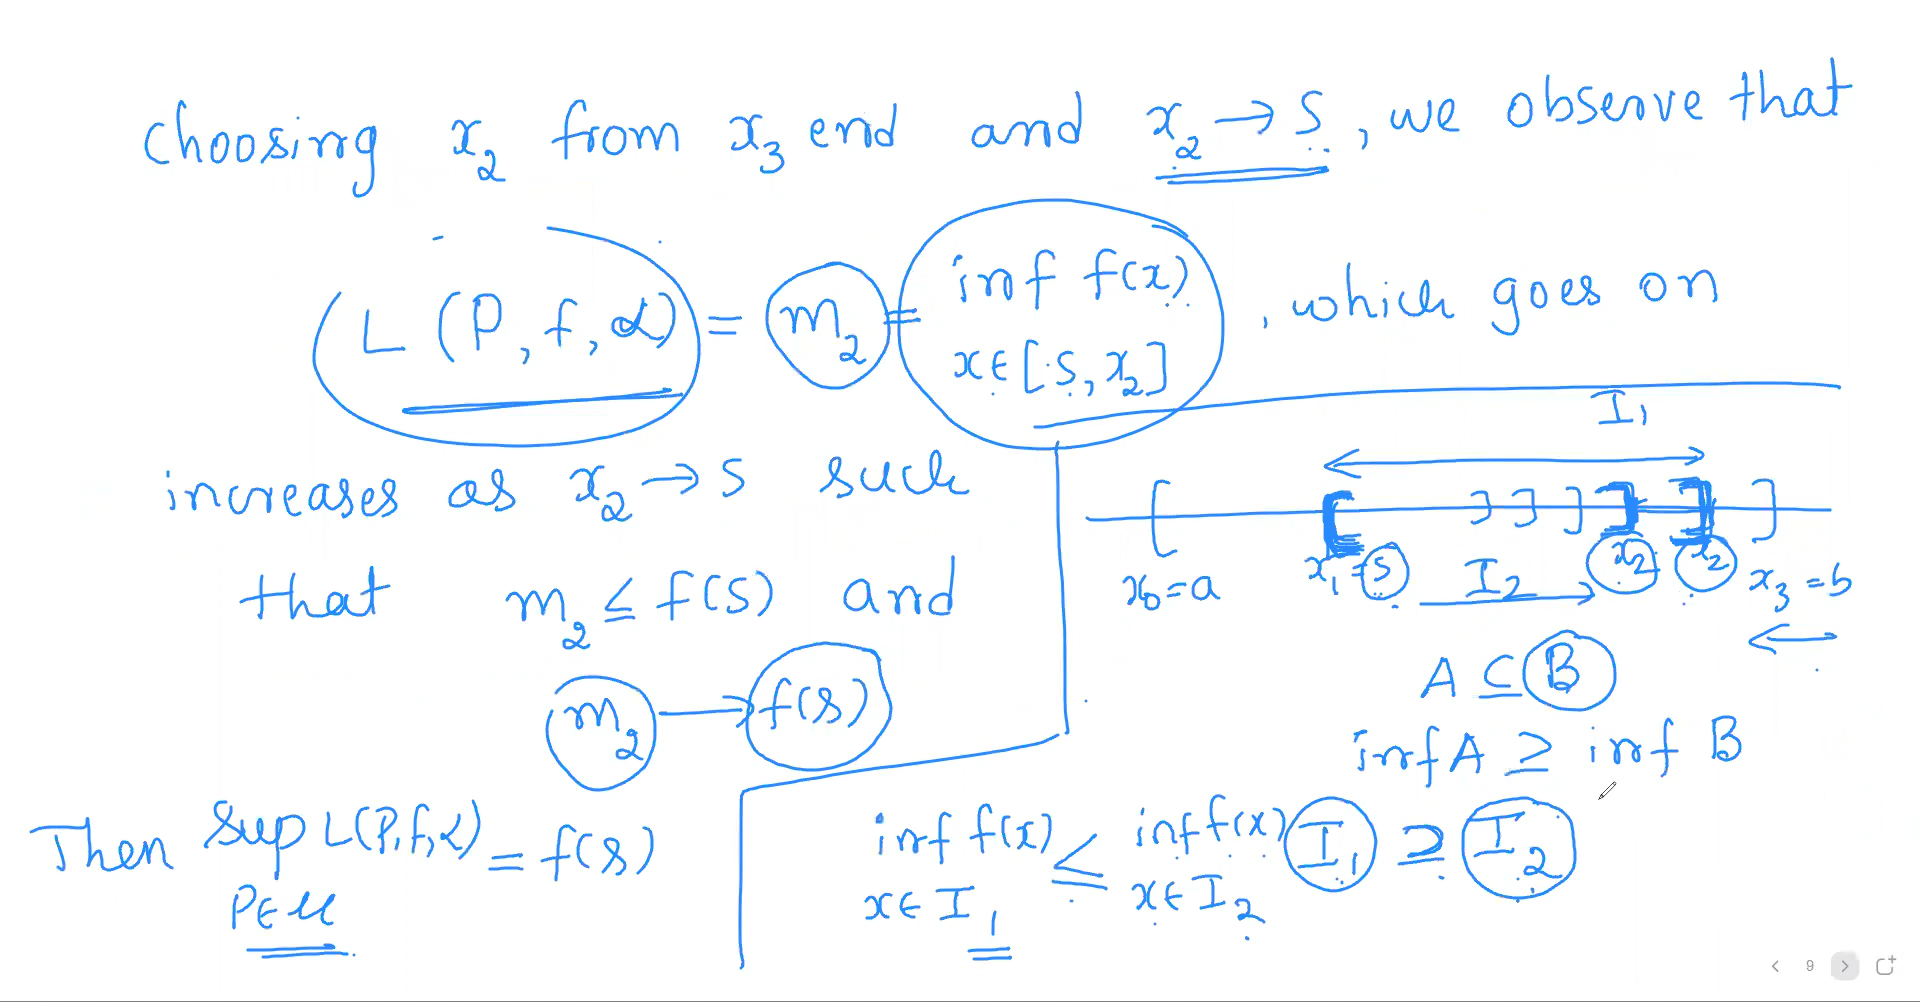 choosing x₂ from x₃ end and x₂ → s, we observe that
L(P, f, α) = m₂ = inf f(x), which goes on
x∈[s, x₂]
increases as x₂ → s such
that m₂ ≤ f(s) and
m₂ → f(s)
Then sup L(P, f, α) = f(s)
P∈𝓤
I₁
[ [ ] ] ] ] ] ]
x₀ = a x₁ = s I₂ x₂ x₂ x₃ = b
A ⊆ B
inf A ≥ inf B
inf f(x) ≤ inf f(x) I₁ ⊇ I₂
x∈I₁ x∈I₂
9